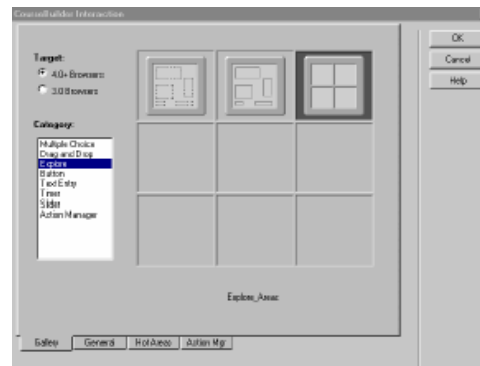 CourseBuilder Interaction
OK
Cancel
Help
Target:
4.0+ Browsers
3.0 Browsers
Category:
Multiple Choice
Drag and Drop
Explore
Button
Text Entry
Timer
Slider
Action Manager
Explore_Areas
Gallery
General
Hot Areas
Action Mgr